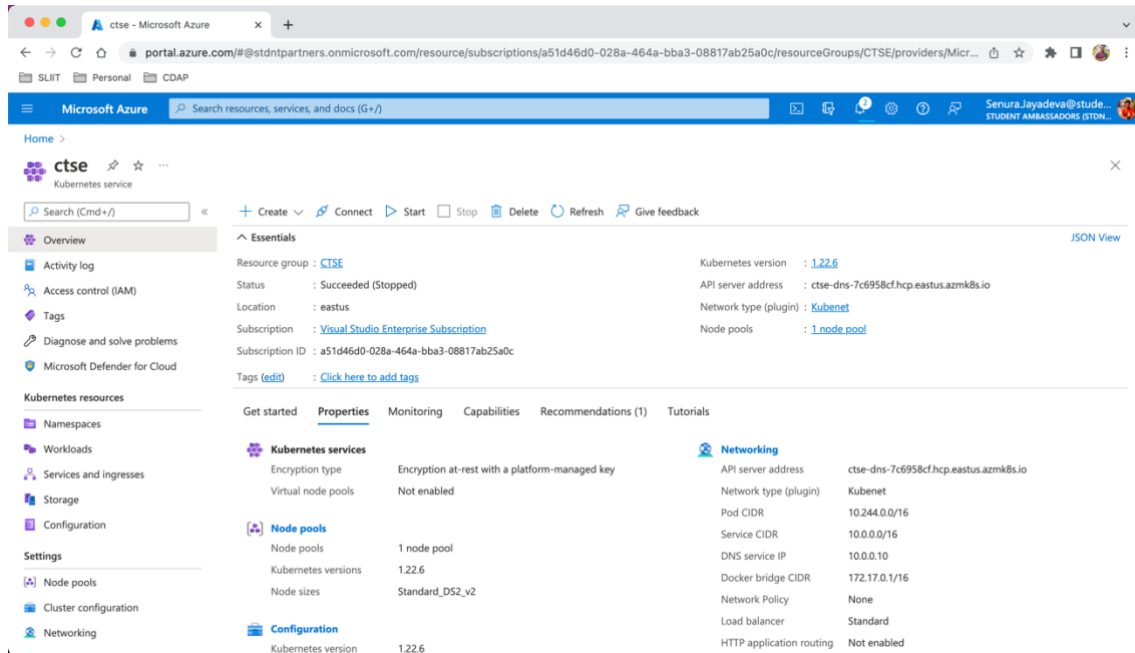 ctse - Microsoft Azure
portal.azure.com/#@stdntpartners.onmicrosoft.com/resource/subscriptions/a51d46d0-028a-464a-bba3-08817ab25a0c/resourceGroups/CTSE/providers/Micr...
SLIIT Personal CDAP
Microsoft Azure Search resources, services, and docs (G+/) 2 Senura.Jayadeva@stude...
STUDENT AMBASSADORS (STDN...
Home >
ctse
Kubernetes service
Search (Cmd+/) « Create Connect Start Stop Delete Refresh Give feedback
Overview
Activity log
Access control (IAM)
Tags
Diagnose and solve problems
Microsoft Defender for Cloud
Kubernetes resources
Namespaces
Workloads
Services and ingresses
Storage
Configuration
Settings
Node pools
Cluster configuration
Networking
Essentials JSON View
Resource group : CTSE
Status : Succeeded (Stopped)
Location : eastus
Subscription : Visual Studio Enterprise Subscription
Subscription ID : a51d46d0-028a-464a-bba3-08817ab25a0c
Tags (edit) : Click here to add tags
Kubernetes version : 1.22.6
API server address : ctse-dns-7c6958cf.hcp.eastus.azmk8s.io
Network type (plugin) : Kubenet
Node pools : 1 node pool
Get started Properties Monitoring Capabilities Recommendations (1) Tutorials
Kubernetes services
Encryption type Encryption at-rest with a platform-managed key
Virtual node pools Not enabled
Node pools
Node pools 1 node pool
Kubernetes versions 1.22.6
Node sizes Standard_DS2_v2
Configuration
Kubernetes version 1.22.6
Networking
API server address ctse-dns-7c6958cf.hcp.eastus.azmk8s.io
Network type (plugin) Kubenet
Pod CIDR 10.244.0.0/16
Service CIDR 10.0.0.0/16
DNS service IP 10.0.0.10
Docker bridge CIDR 172.17.0.1/16
Network Policy None
Load balancer Standard
HTTP application routing Not enabled